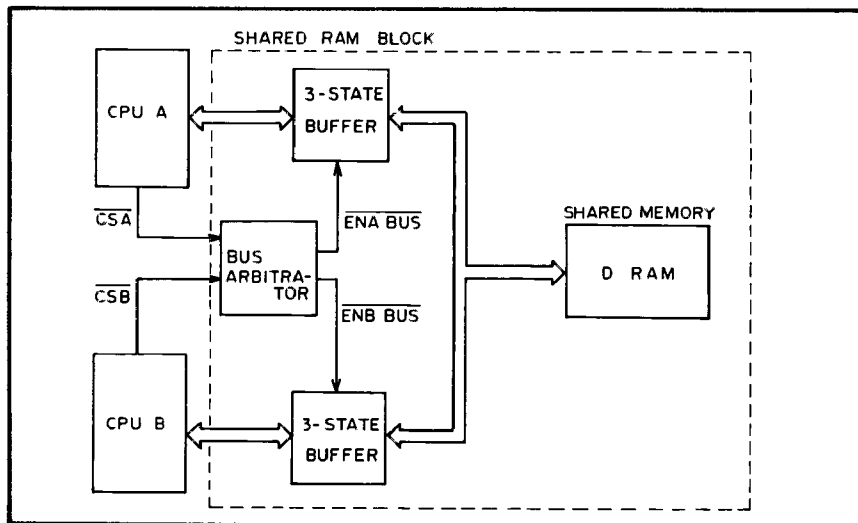 SHARED RAM BLOCK
CPU A
3-STATE
BUFFER
CSA
ENA BUS
SHARED MEMORY
BUS
ARBITRA-
TOR
D RAM
CSB
ENB BUS
CPU B
3-STATE
BUFFER